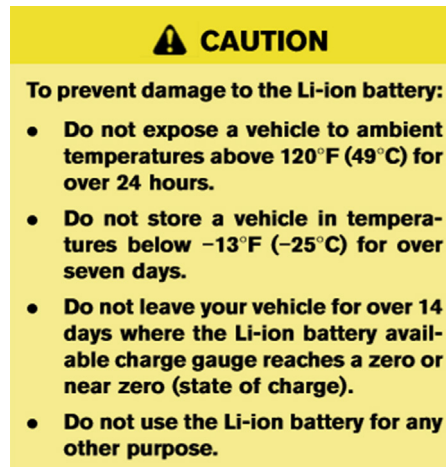 CAUTION
To prevent damage to the Li-ion battery:
● Do not expose a vehicle to ambient
temperatures above 120°F (49°C) for
over 24 hours.
● Do not store a vehicle in tempera-
tures below −13°F (−25°C) for over
seven days.
● Do not leave your vehicle for over 14
days where the Li-ion battery avail-
able charge gauge reaches a zero or
near zero (state of charge).
● Do not use the Li-ion battery for any
other purpose.